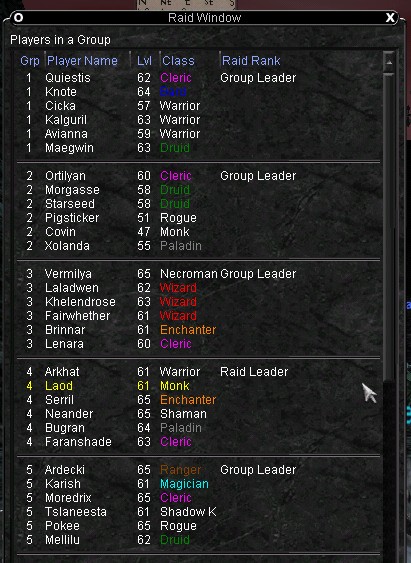 Raid Window
Players in a Group
Grp Player Name Lvl Class Raid Rank
1 Quiestis 62 Cleric Group Leader
1 Knote 64 Bard
1 Cicka 57 Warrior
1 Kalguril 63 Warrior
1 Avianna 59 Warrior
1 Maegwin 63 Druid
2 Ortilyan 60 Cleric Group Leader
2 Morgasse 58 Druid
2 Starseed 58 Druid
2 Pigsticker 51 Rogue
2 Covin 47 Monk
2 Xolanda 55 Paladin
3 Vermilya 65 Necroman Group Leader
3 Laladwen 62 Wizard
3 Khelendrose 63 Wizard
3 Fairwhether 61 Wizard
3 Brinnar 61 Enchanter
3 Lenara 60 Cleric
4 Arkhat 61 Warrior Raid Leader
4 Laod 61 Monk
4 Serril 65 Enchanter
4 Neander 65 Shaman
4 Bugran 64 Paladin
4 Faranshade 63 Cleric
5 Ardecki 65 Ranger Group Leader
5 Karish 61 Magician
5 Moredrix 65 Cleric
5 Tslaneesta 61 Shadow K
5 Pokee 65 Rogue
5 Mellilu 62 Druid